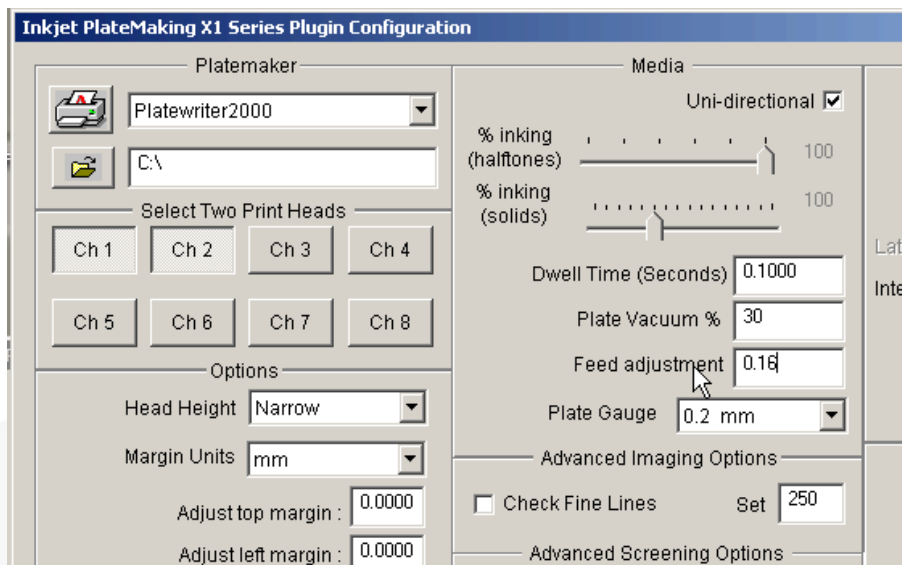 Inkjet PlateMaking X1 Series Plugin Configuration
Platemaker
Platewriter2000
C:\
Select Two Print Heads
Ch 1 Ch 2 Ch 3 Ch 4
Ch 5 Ch 6 Ch 7 Ch 8
Options
Head Height Narrow
Margin Units mm
Adjust top margin : 0.0000
Adjust left margin : 0.0000
Media
Uni-directional
% inking
(halftones) 100
% inking
(solids) 100
Dwell Time (Seconds) 0.1000
Plate Vacuum % 30
Feed adjustment 0.16
Plate Gauge 0.2 mm
Advanced Imaging Options
Check Fine Lines Set 250
Advanced Screening Options
Lat
Inte